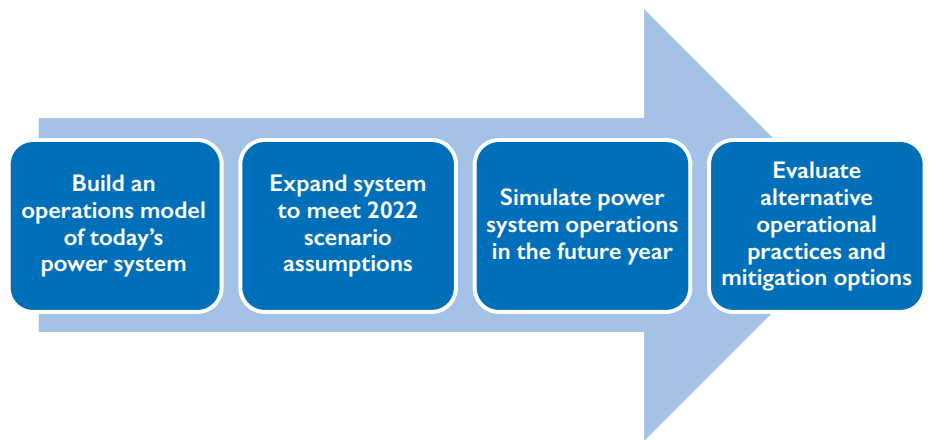 Build an
operations model
of today's
power system
Expand system
to meet 2022
scenario
assumptions
Simulate power
system operations
in the future year
Evaluate
alternative
operational
practices and
mitigation options